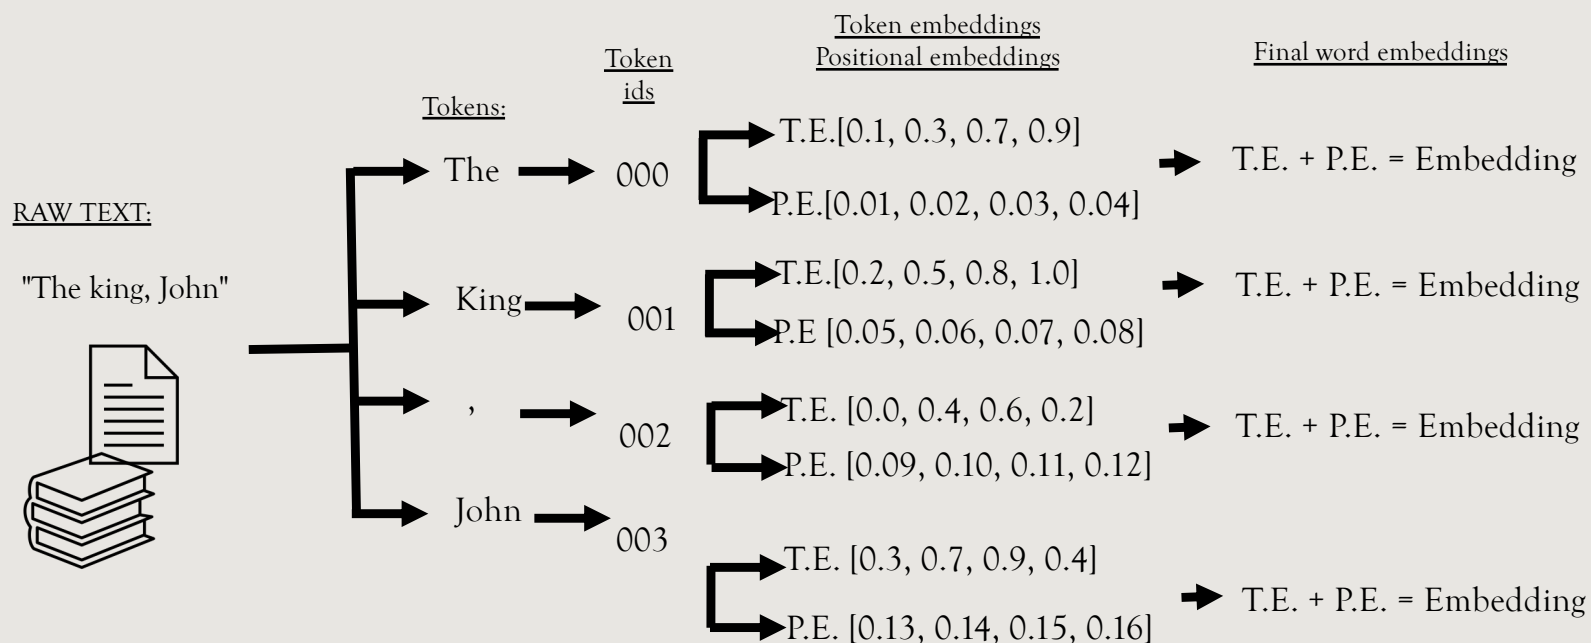 Token embeddings
Positional embeddings
Final word embeddings
Token
ids
Tokens:
RAW TEXT:
"The king, John"
The
000
T.E.[0.1, 0.3, 0.7, 0.9]
P.E.[0.01, 0.02, 0.03, 0.04]
T.E. + P.E. = Embedding
King
001
T.E.[0.2, 0.5, 0.8, 1.0]
P.E [0.05, 0.06, 0.07, 0.08]
T.E. + P.E. = Embedding
,
002
T.E. [0.0, 0.4, 0.6, 0.2]
P.E. [0.09, 0.10, 0.11, 0.12]
T.E. + P.E. = Embedding
John
003
T.E. [0.3, 0.7, 0.9, 0.4]
P.E. [0.13, 0.14, 0.15, 0.16]
T.E. + P.E. = Embedding